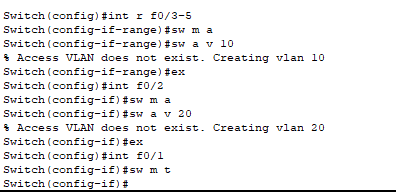 Switch(config)#int r f0/3-5
Switch(config-if-range)#sw m a
Switch(config-if-range)#sw a v 10
% Access VLAN does not exist. Creating vlan 10
Switch(config-if-range)#ex
Switch(config)#int f0/2
Switch(config-if)#sw m a
Switch(config-if)#sw a v 20
% Access VLAN does not exist. Creating vlan 20
Switch(config-if)#ex
Switch(config)#int f0/1
Switch(config-if)#sw m t
Switch(config-if)#